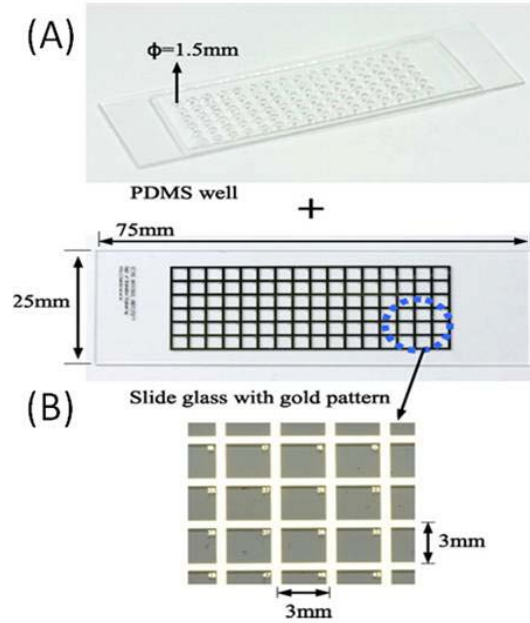 (A)
ϕ=1.5mm
PDMS well
+
75mm
25mm
Slide glass with gold pattern
(B)
3mm
3mm